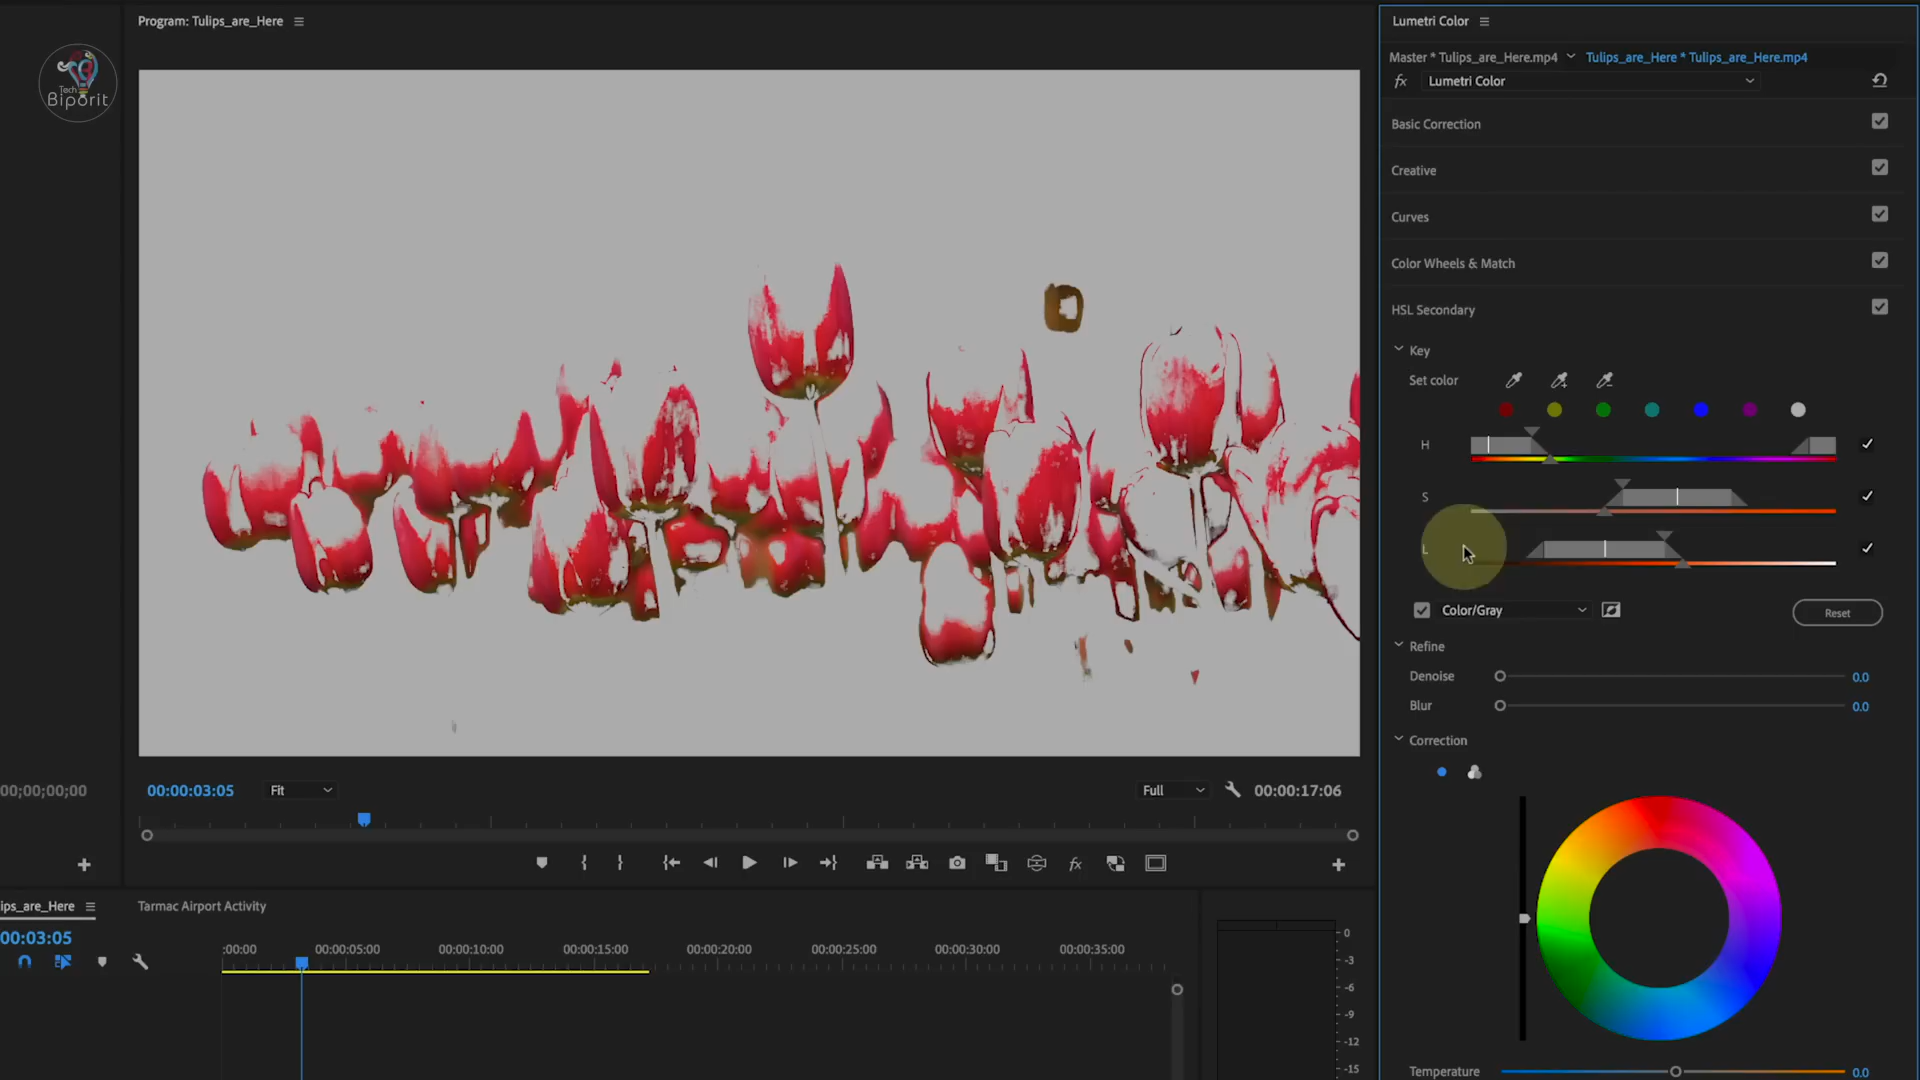 Program: Tulips_are_Here
Tech
Biporit
00;00;00;00
00:00:03:05
Fit
Full
00:00:17:06
ips_are_Here
Tarmac Airport Activity
00:03:05
:00:00
00:00:05:00
00:00:10:00
00:00:15:00
00:00:20:00
00:00:25:00
00:00:30:00
00:00:35:00
0
-3
-6
-9
-12
-15
Lumetri Color
Master * Tulips_are_Here.mp4
Tulips_are_Here * Tulips_are_Here.mp4
fx
Lumetri Color
Basic Correction
Creative
Curves
Color Wheels & Match
HSL Secondary
Key
Set color
H
S
L
Color/Gray
Reset
Refine
Denoise
0.0
Blur
0.0
Correction
Temperature
0.0